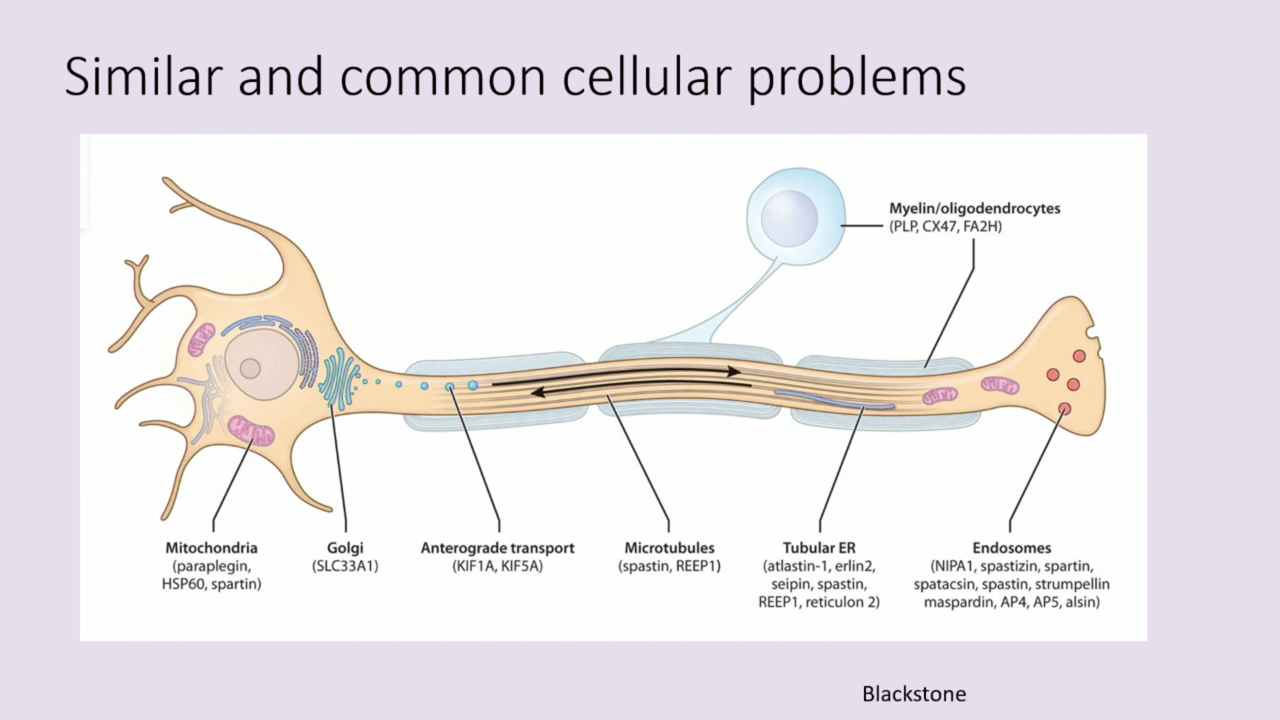 Similar and common cellular problems
Myelin/oligodendrocytes
(PLP, CX47, FA2H)
Mitochondria
(paraplegin,
HSP60, spartin)
Golgi
(SLC33A1)
Anterograde transport
(KIF1A, KIF5A)
Microtubules
(spastin, REEP1)
Tubular ER
(atlastin-1, erlin2,
seipin, spastin,
REEP1, reticulon 2)
Endosomes
(NIPA1, spastizin, spartin,
spatacsin, spastin, strumpellin
maspardin, AP4, AP5, alsin)
Blackstone